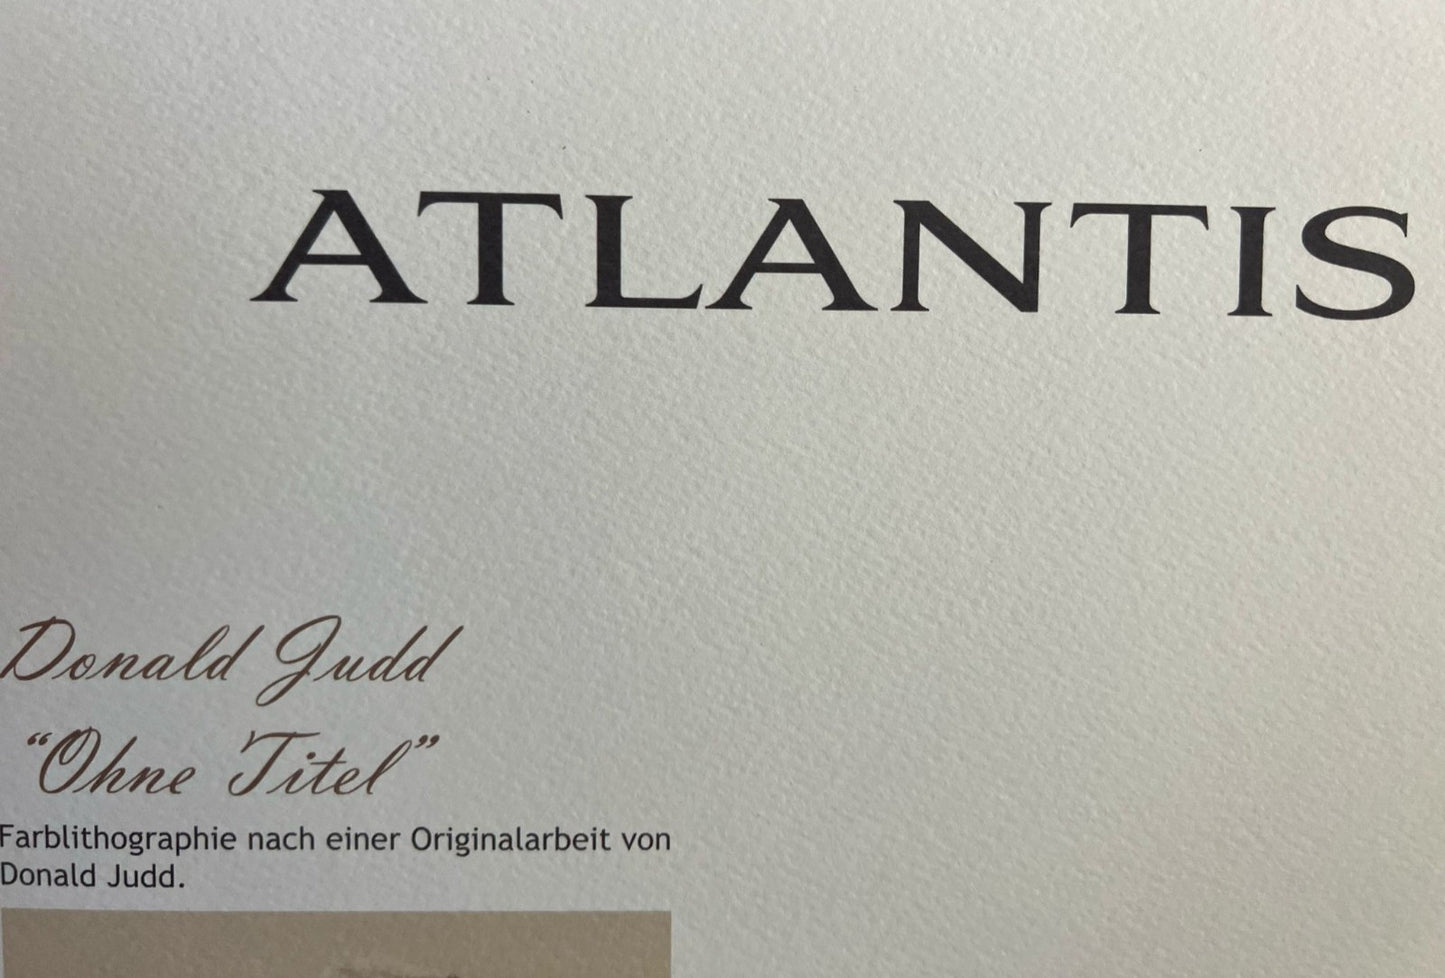 ATLANTIS
Donald Judd
“Ohne Titel”
Farblithographie nach einer Originalarbeit von
Donald Judd.